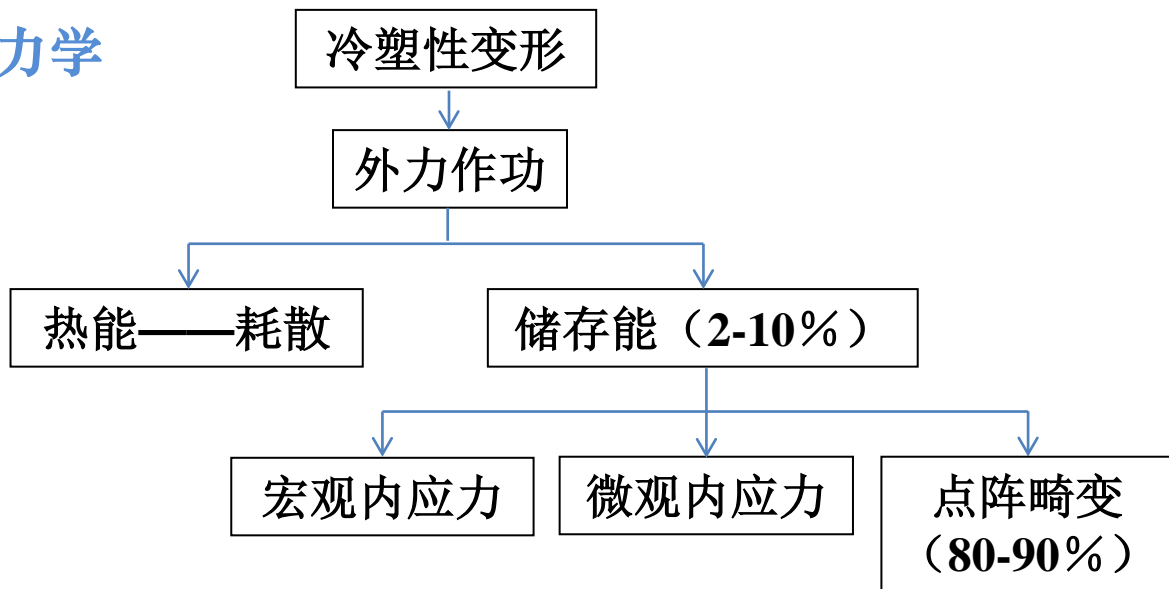 力学
冷塑性变形
外力作功
热能——耗散
储存能（2-10％）
宏观内应力
微观内应力
点阵畸变
（80-90％）